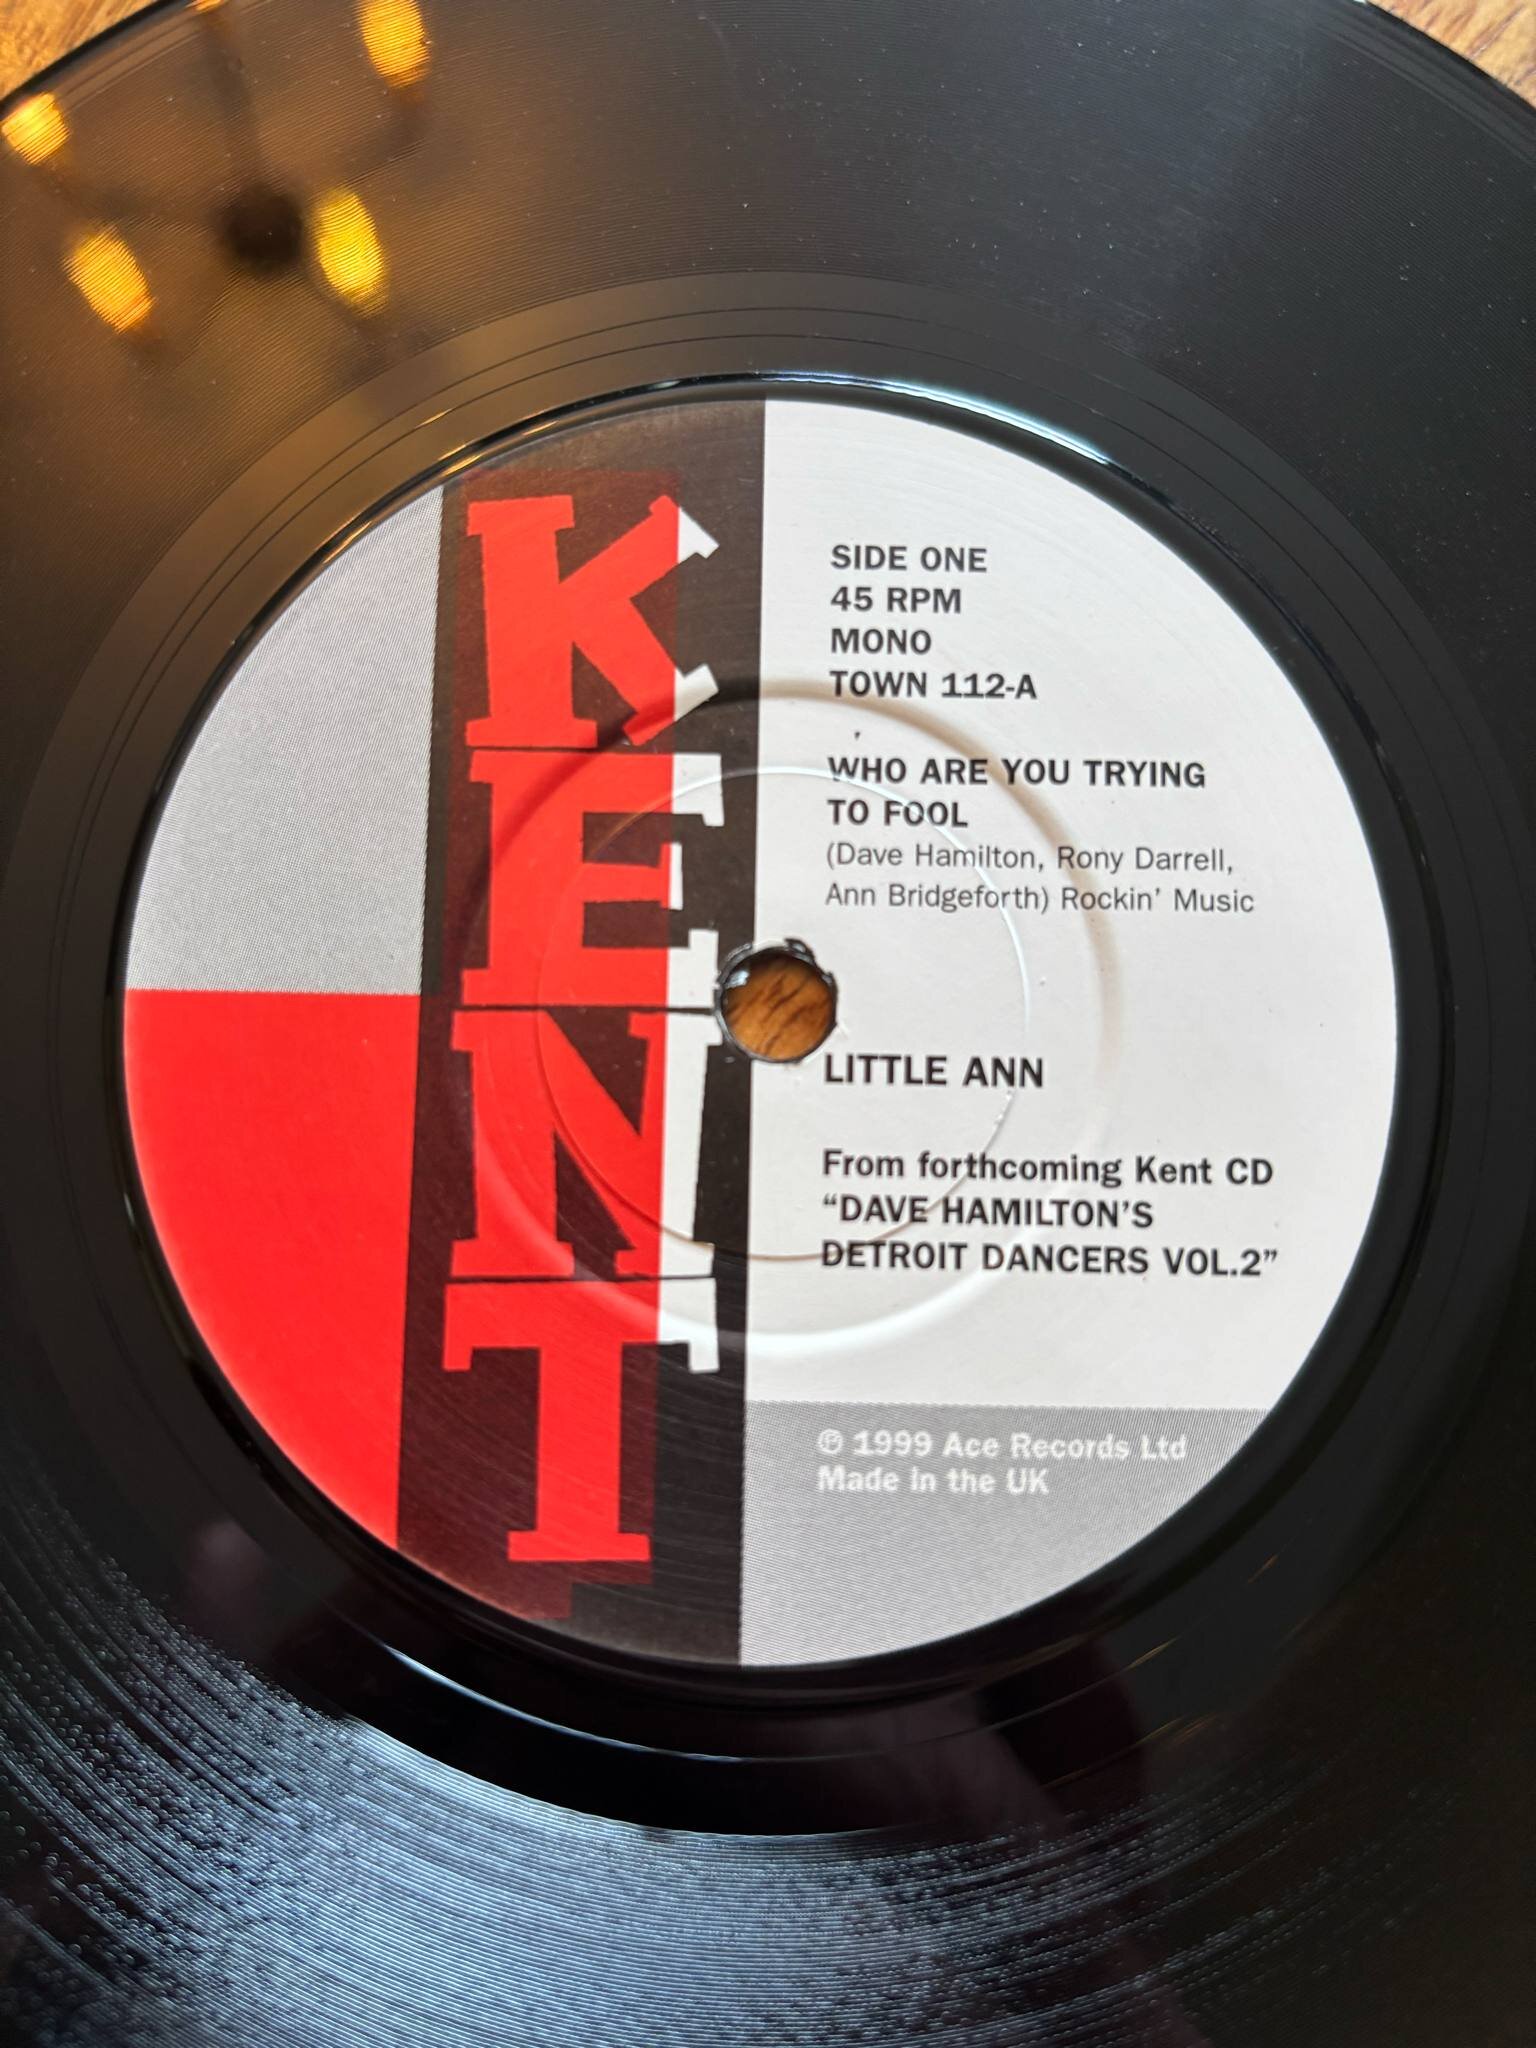 KENT
SIDE ONE
45 RPM
MONO
TOWN 112-A
WHO ARE YOU TRYING
TO FOOL
(Dave Hamilton, Rony Darrell,
Ann Bridgeforth) Rockin' Music
LITTLE ANN
From forthcoming Kent CD
“DAVE HAMILTON'S
DETROIT DANCERS VOL.2”
℗ 1999 Ace Records Ltd
Made in the UK